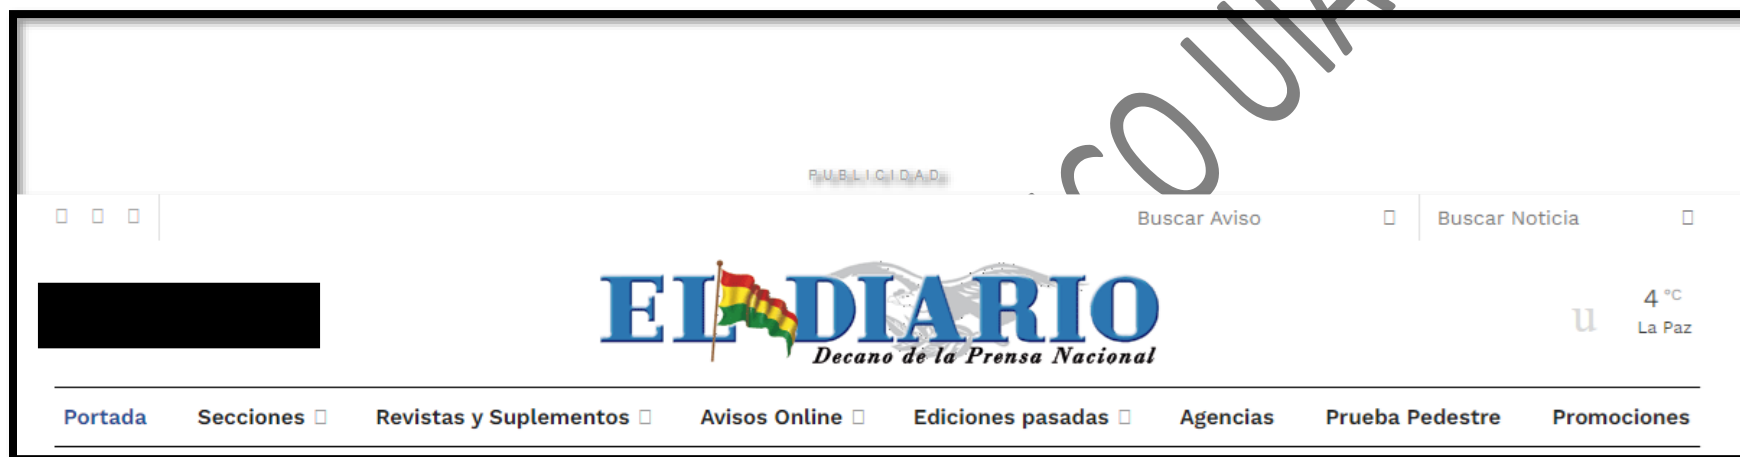 PUBLICIDAD
Buscar Aviso Buscar Noticia
EL DIARIO
Decano de la Prensa Nacional
4 °C
La Paz
Portada Secciones Revistas y Suplementos Avisos Online Ediciones pasadas Agencias Prueba Pedestre Promociones